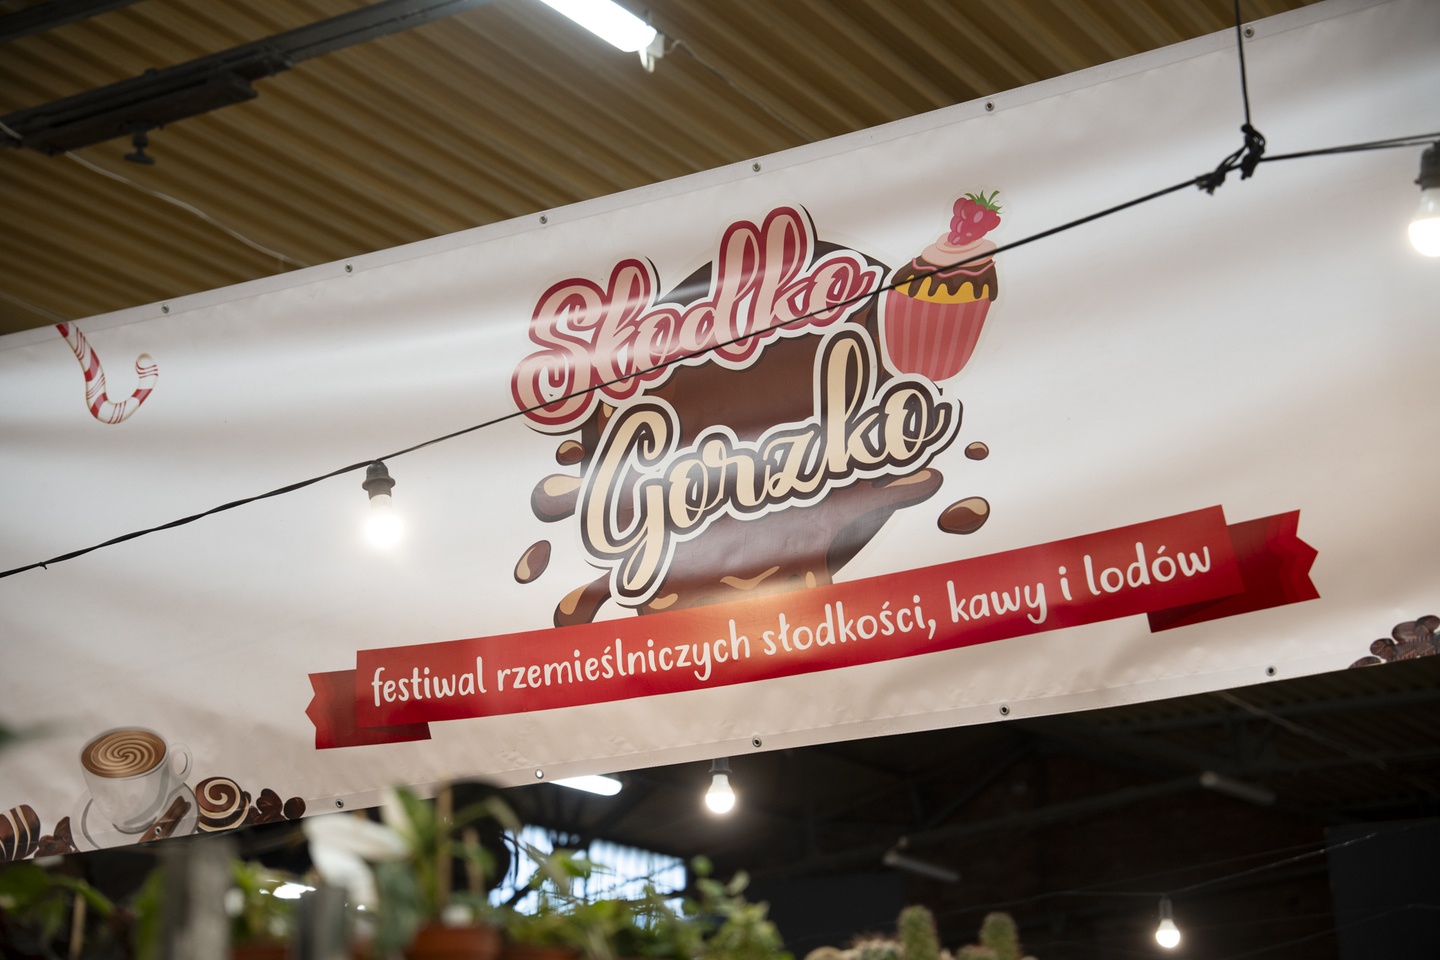 Słodko
Gorzko
festiwal rzemieślniczych słodkości, kawy i lodów